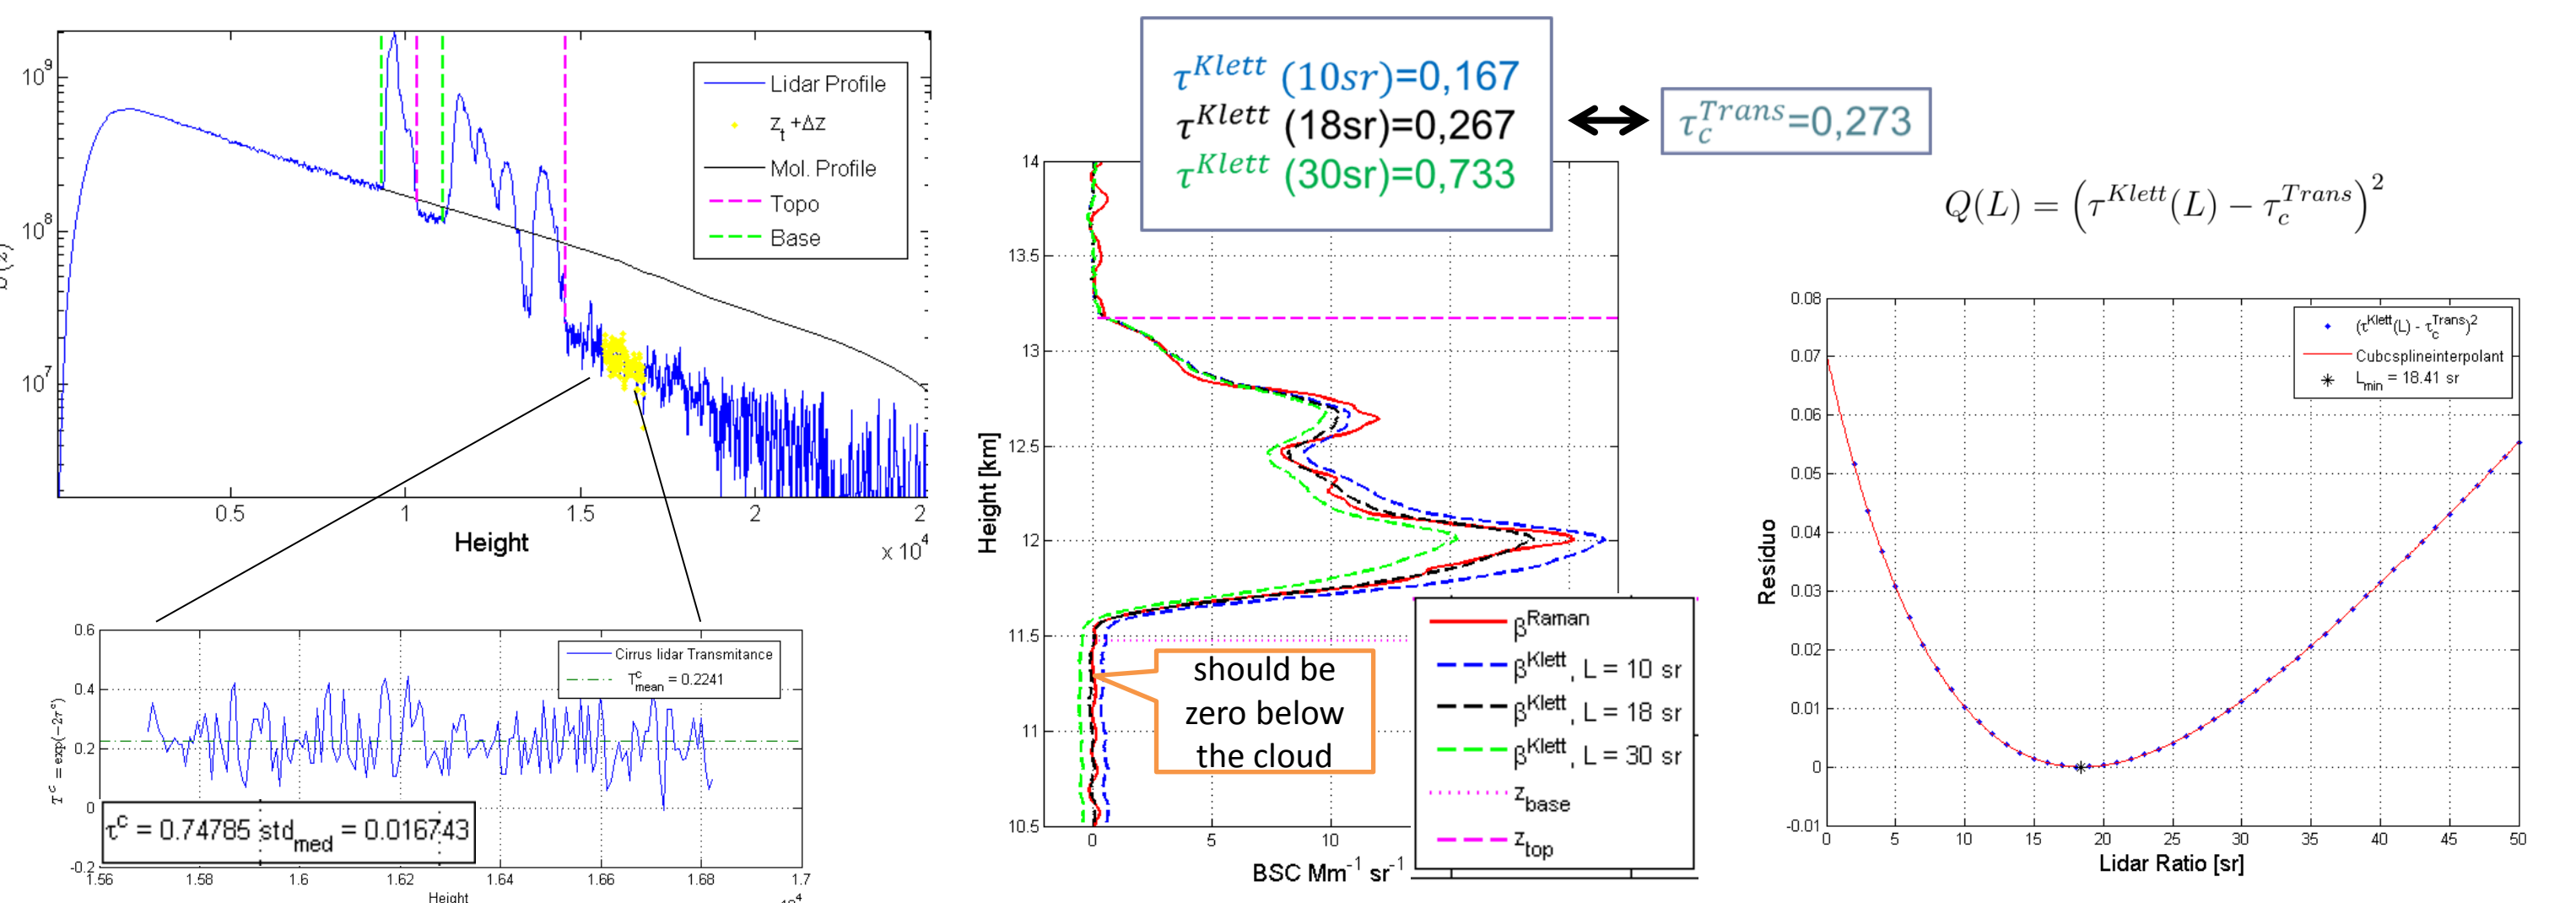 10⁹
10⁸
10⁷
Lidar Profile
z_t +Δz
Mol. Profile
Topo
Base
0.5
1
1.5
2
2
Height
x 10⁴
0.6
0.4
0.2
0
-0.2
T^c = exp(-2τ^c)
Cirrus lidar Transmitance
T^c_mean = 0.2241
τ^c = 0.74785 std_med = 0.016743
1.56
1.58
1.6
1.62
1.64
1.66
1.68
1.7
Height
τ^Klett (10sr)=0,167
τ^Klett (18sr)=0,267
τ^Klett (30sr)=0,733
τ_c^Trans=0,273
14
13.5
13
12.5
12
11.5
11
10.5
Height [km]
0
5
10
BSC Mm⁻¹ sr⁻¹
should be
zero below
the cloud
β^Raman
β^Klett, L = 10 sr
β^Klett, L = 18 sr
β^Klett, L = 30 sr
z_base
z_top
Q(L) = (τ^Klett(L) − τ_c^Trans)²
0.08
0.07
0.06
0.05
0.04
0.03
0.02
0.01
0
-0.01
Resíduo
(τ^Klett(L) - τ_c^Trans)²
Cubcsplineinterpolant
L_min = 18.41 sr
0
5
10
15
20
25
30
35
40
45
50
Lidar Ratio [sr]